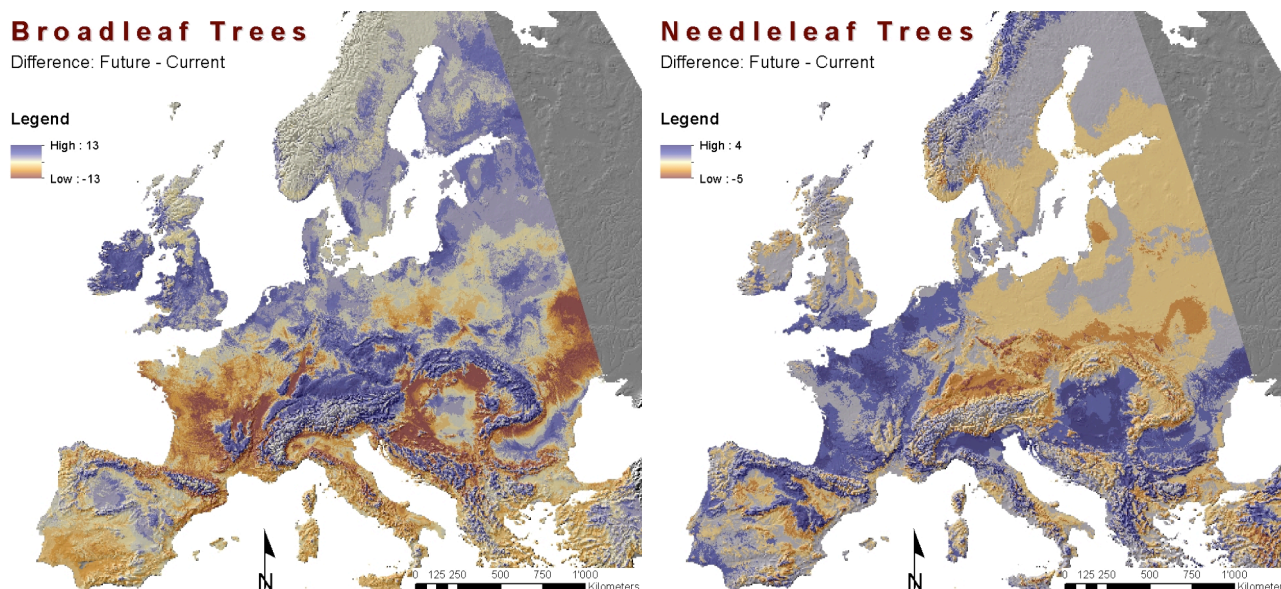 Broadleaf Trees
Difference: Future - Current
Legend
High : 13
Low : -13
N
0 125 250 500 750 1'000
Kilometers
Needleleaf Trees
Difference: Future - Current
Legend
High : 4
Low : -5
N
0 125 250 500 750 1'000
Kilometers